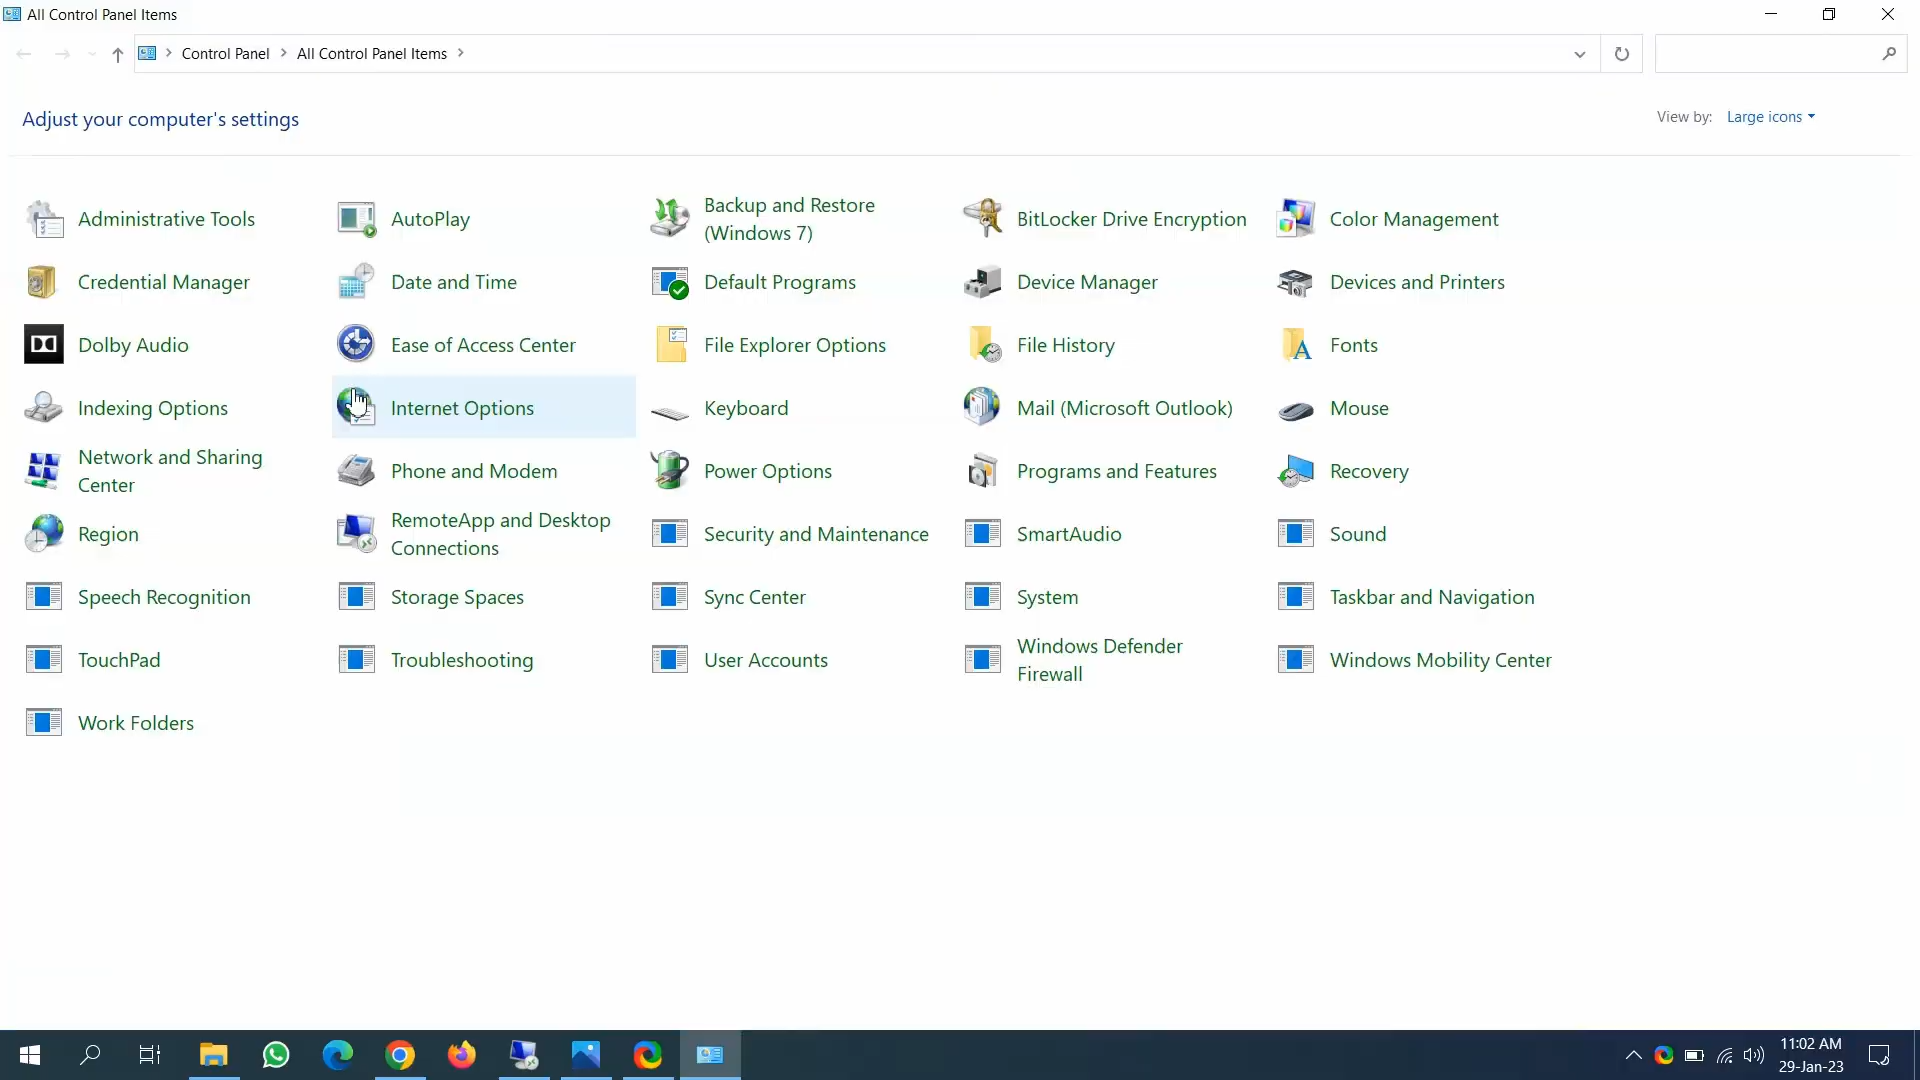 All Control Panel Items
Control Panel All Control Panel Items
Adjust your computer's settings
View by: Large icons
Administrative Tools
AutoPlay
Backup and Restore
(Windows 7)
BitLocker Drive Encryption
Color Management
Credential Manager
Date and Time
Default Programs
Device Manager
Devices and Printers
Dolby Audio
Ease of Access Center
File Explorer Options
File History
Fonts
Indexing Options
Internet Options
Keyboard
Mail (Microsoft Outlook)
Mouse
Network and Sharing
Center
Phone and Modem
Power Options
Programs and Features
Recovery
Region
RemoteApp and Desktop
Connections
Security and Maintenance
SmartAudio
Sound
Speech Recognition
Storage Spaces
Sync Center
System
Taskbar and Navigation
TouchPad
Troubleshooting
User Accounts
Windows Defender
Firewall
Windows Mobility Center
Work Folders
11:02 AM
29-Jan-23